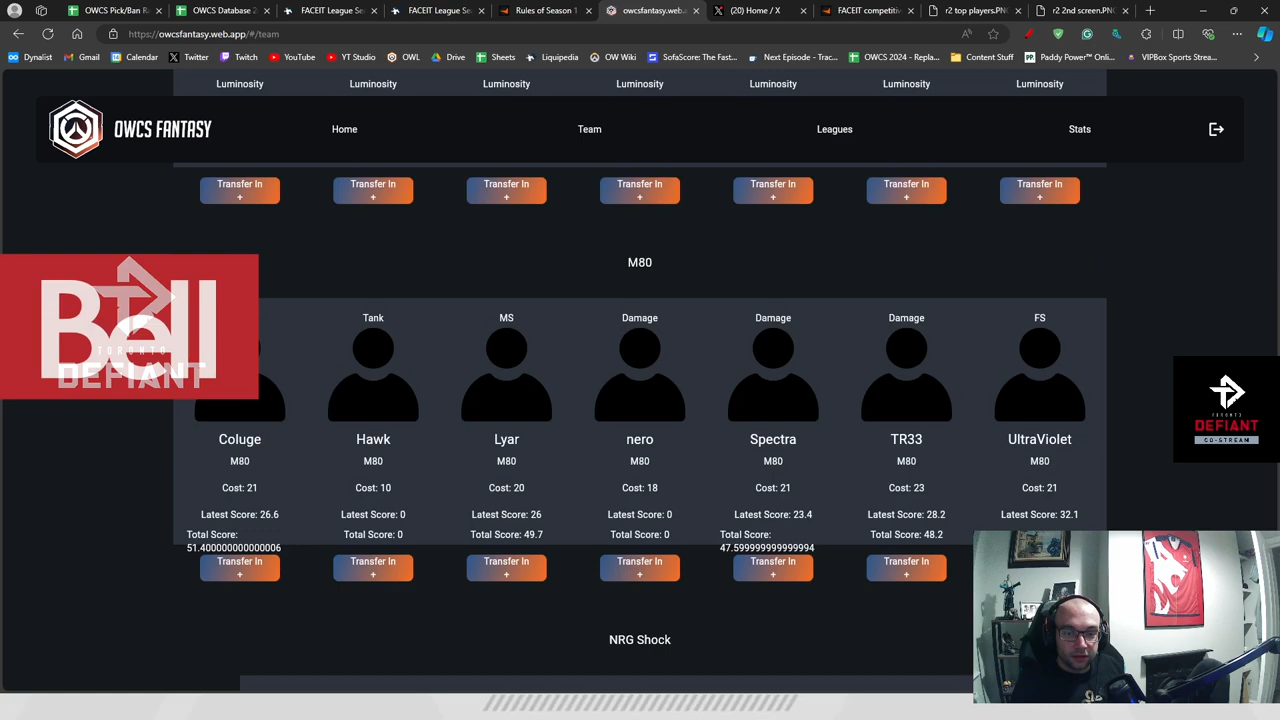 OWCS Pick/Ban Ra
OWCS Database 2
FACEIT League Sea
FACEIT League Sea
Rules of Season 1
owcsfantasy.web.a
(20) Home / X
FACEIT competitiv
r2 top players.PNG
r2 2nd screen.PNG
https://owcsfantasy.web.app/#/team
Dynalist
Gmail
Calendar
Twitter
Twitch
YouTube
YT Studio
OWL
Drive
Sheets
Liquipedia
OW Wiki
SofaScore: The Fast...
Next Episode - Trac...
OWCS 2024 - Repla...
Content Stuff
Paddy Power™ Onli...
VIPBox Sports Strea...
Luminosity Luminosity Luminosity Luminosity Luminosity Luminosity Luminosity
OWCS FANTASY
Home
Team
Leagues
Stats
Transfer In Transfer In Transfer In Transfer In Transfer In Transfer In Transfer In
+ + + + + + +
M80
Bell
TORONTO
DEFIANT
Tank MS Damage Damage Damage FS
Coluge Hawk Lyar nero Spectra TR33 UltraViolet
M80 M80 M80 M80 M80 M80 M80
Cost: 21 Cost: 10 Cost: 20 Cost: 18 Cost: 21 Cost: 23 Cost: 21
Latest Score: 26.6 Latest Score: 0 Latest Score: 26 Latest Score: 0 Latest Score: 23.4 Latest Score: 28.2 Latest Score: 32.1
Total Score: Total Score: 0 Total Score: 49.7 Total Score: 0 Total Score: Total Score: 48.2
51.400000000000006 47.599999999999994
Transfer In Transfer In Transfer In Transfer In Transfer In Transfer In
+ + + + + +
TORONTO
DEFIANT
CO-STREAM
NRG Shock